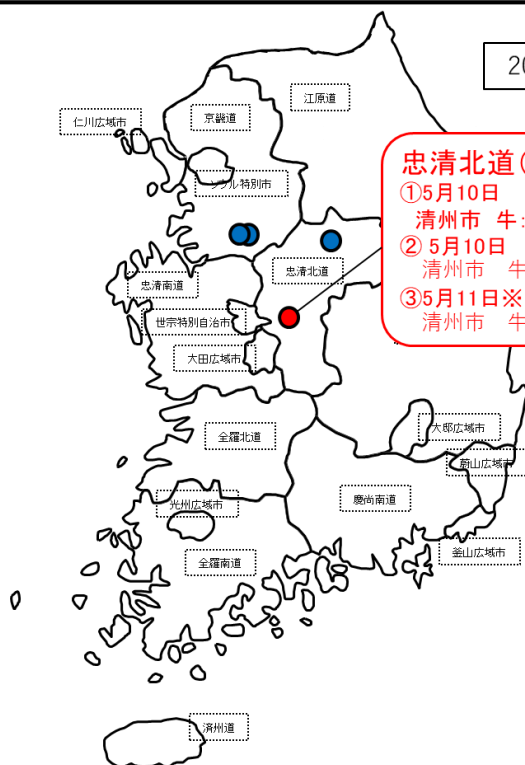 20
江原道
京畿道
仁川広域市
ソウル特別市
忠清北道(
①5月10日
清州市 牛:
② 5月10日
清州市 牛
③5月11日※
清州市 牛
忠清北道
忠清南道
世宗特別自治市
大田広域市
大邱広域市
全羅北道
蔚山広域市
慶尚南道
光州広域市
釜山広域市
全羅南道
済州道